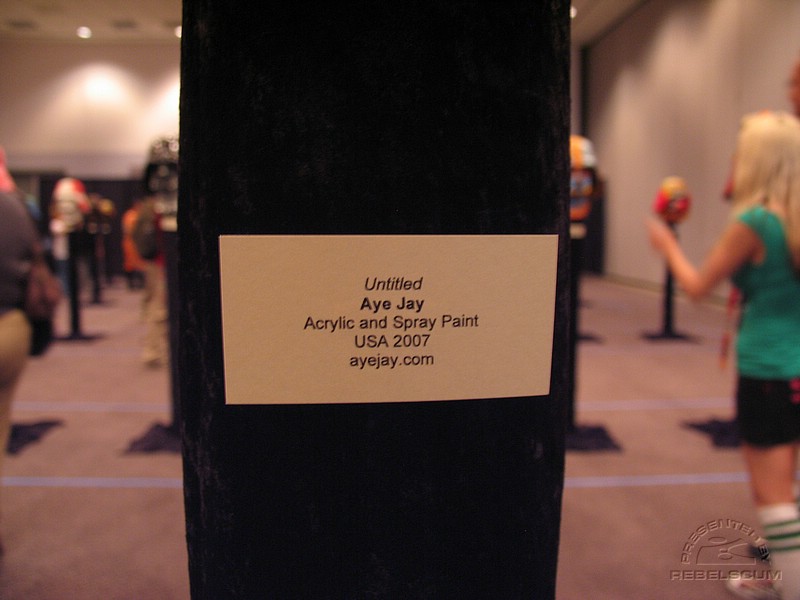 Untitled
Aye Jay
Acrylic and Spray Paint
USA 2007
ayejay.com
PRESENTED BY
REBELSCUM